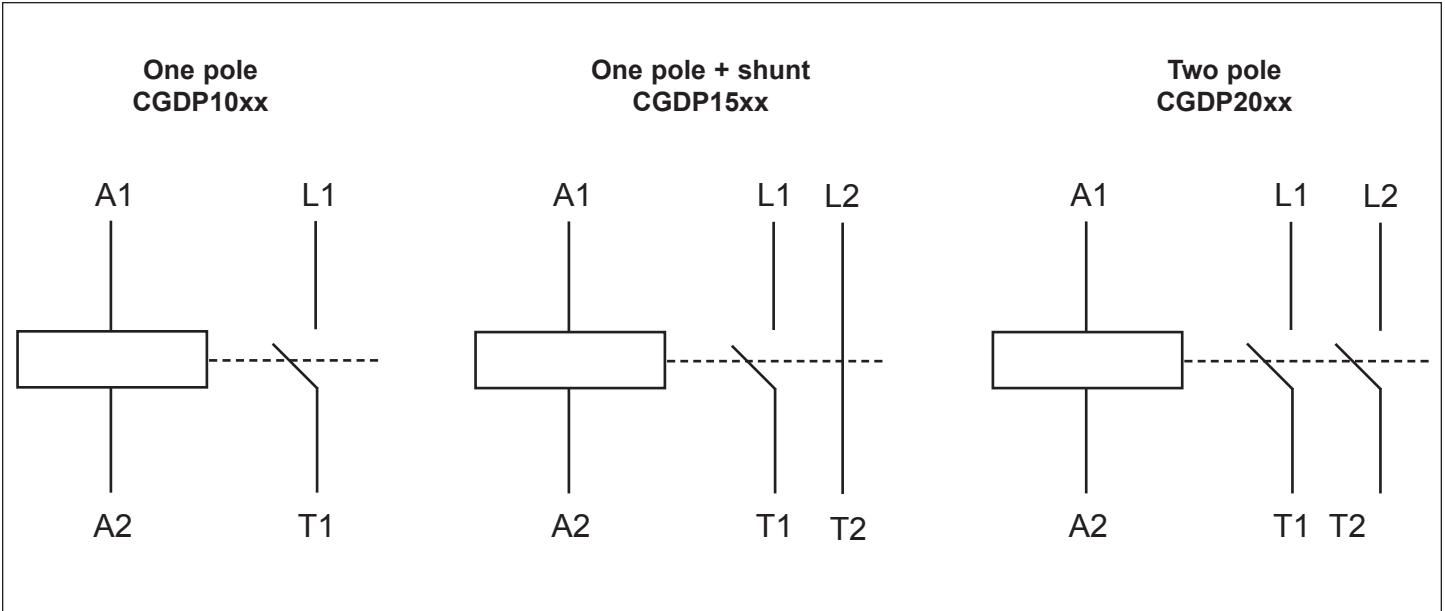 One pole
CGDP10xx
One pole + shunt
CGDP15xx
Two pole
CGDP20xx
A1 L1
A1 L1 L2
A1 L1 L2
A2 T1
A2 T1 T2
A2 T1 T2